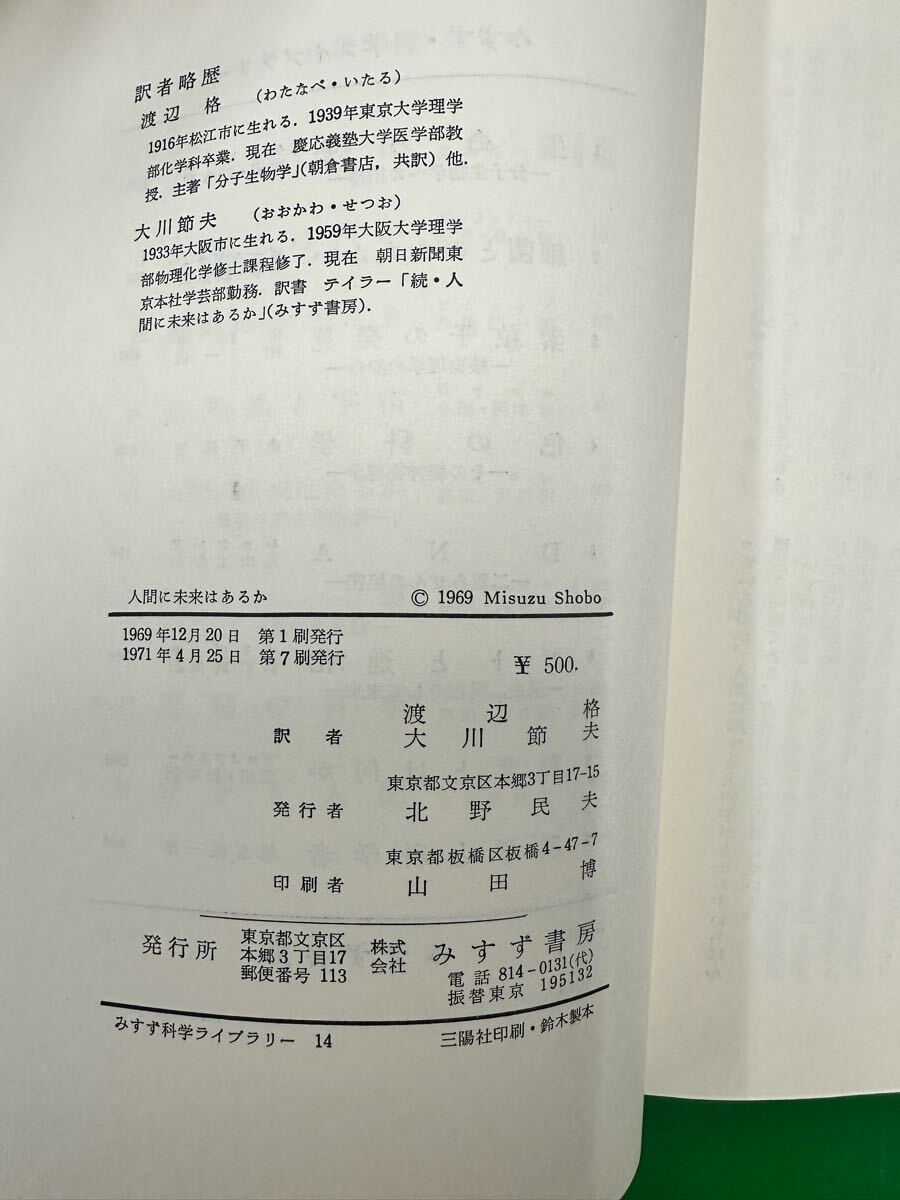 訳者略歴
渡辺 格 (わたなべ・いたる)
1916年松江市に生れる. 1939年東京大学理学
部化学科卒業. 現在 慶応義塾大学医学部教
授. 主著「分子生物学」(朝倉書店, 共訳) 他.
大川節夫 (おおかわ・せつお)
1933年大阪市に生れる. 1959年大阪大学理学
部物理化学修士課程修了. 現在 朝日新聞東
京本社学芸部勤務. 訳書 テイラー「続・人
間に未来はあるか」(みすず書房).
人間に未来はあるか © 1969 Misuzu Shobo
1969年12月20日 第1刷発行
1971年4月25日 第7刷発行
¥ 500.
渡辺格
訳者 大川節夫
東京都文京区本郷3丁目17-15
発行者 北野民夫
東京都板橋区板橋4-47-7
印刷者 山田博
発行所 東京都文京区
本郷3丁目17
郵便番号 113
株式
会社
みすず書房
電話 814-0131(代)
振替東京 195132
みすず科学ライブラリー 14 三陽社印刷・鈴木製本